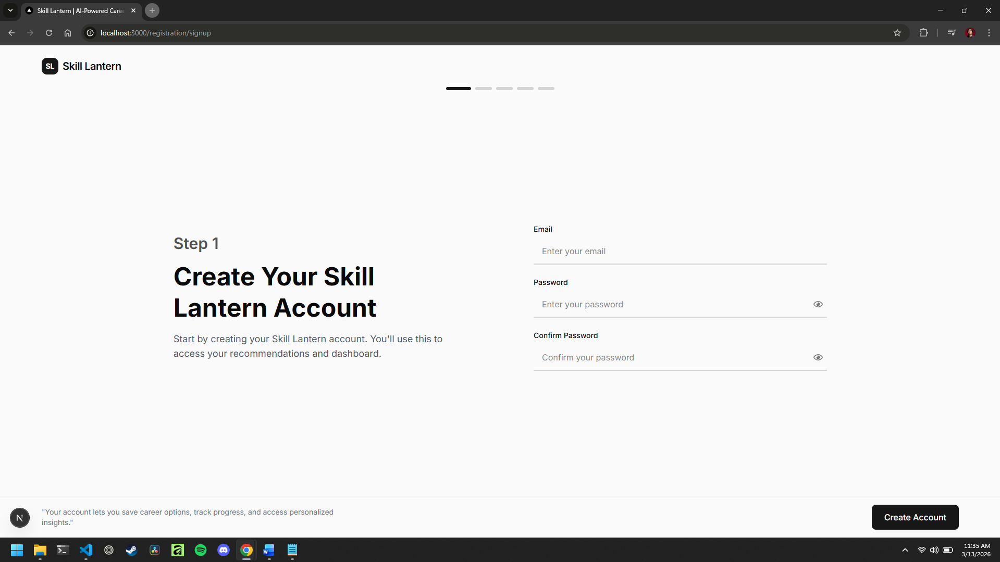 Skill Lantern | AI-Powered Caree
localhost:3000/registration/signup
SL Skill Lantern
Step 1
Create Your Skill
Lantern Account
Start by creating your Skill Lantern account. You'll use this to
access your recommendations and dashboard.
Email
Enter your email
Password
Enter your password
Confirm Password
Confirm your password
N
"Your account lets you save career options, track progress, and access personalized
insights."
Create Account
11:35 AM
3/13/2026